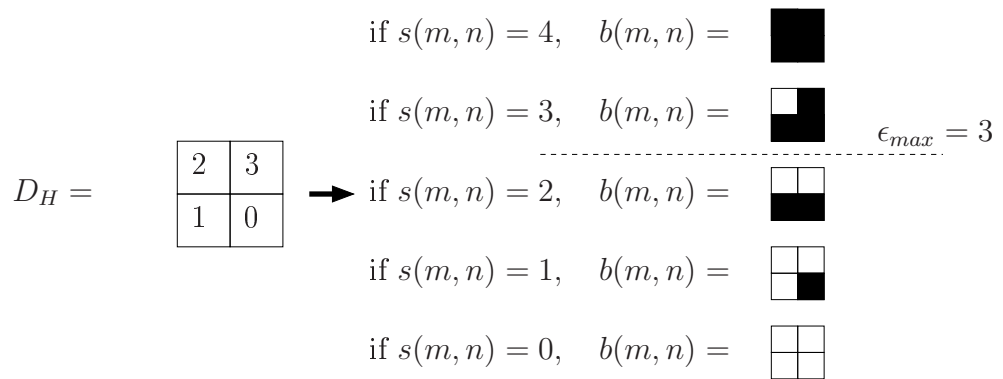 if s(m, n) = 4, b(m, n) =
if s(m, n) = 3, b(m, n) =
ϵ_max = 3
D_H =
2 3
1 0
if s(m, n) = 2, b(m, n) =
if s(m, n) = 1, b(m, n) =
if s(m, n) = 0, b(m, n) =